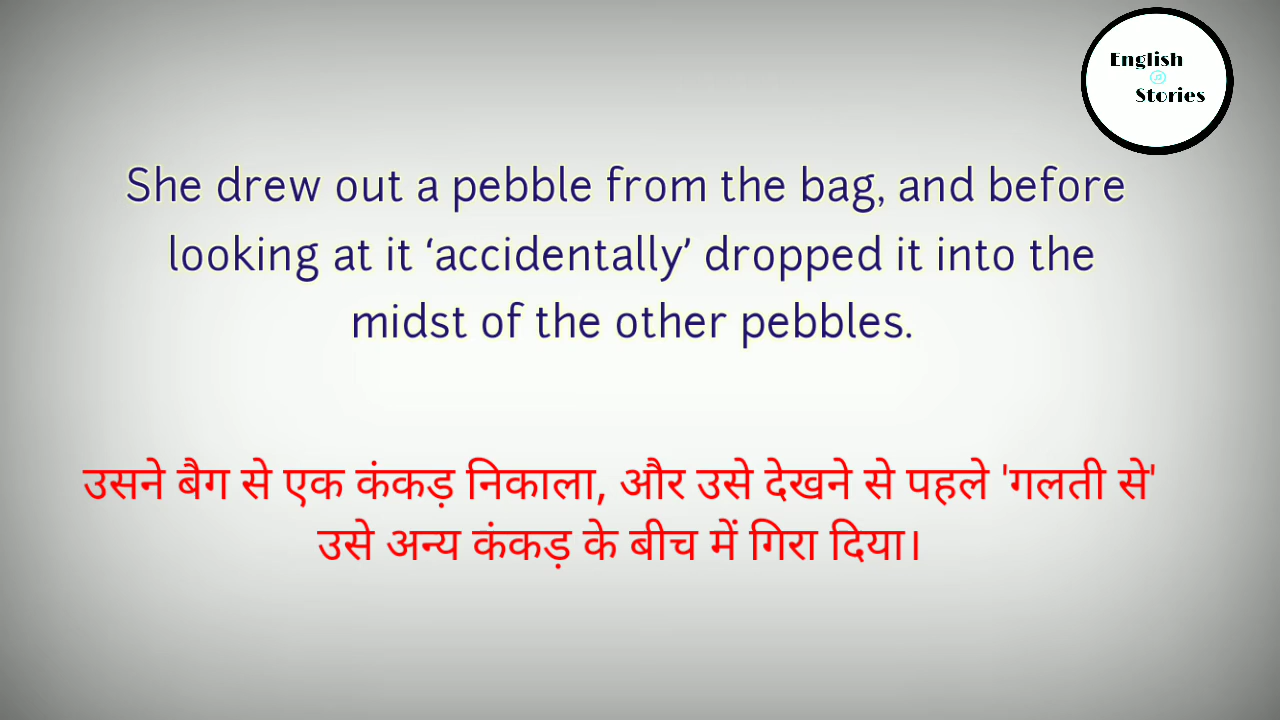 English
Stories
She drew out a pebble from the bag, and before
looking at it ‘accidentally’ dropped it into the
midst of the other pebbles.
उसने बैग से एक कंकड़ निकाला, और उसे देखने से पहले 'गलती से'
उसे अन्य कंकड़ के बीच में गिरा दिया।